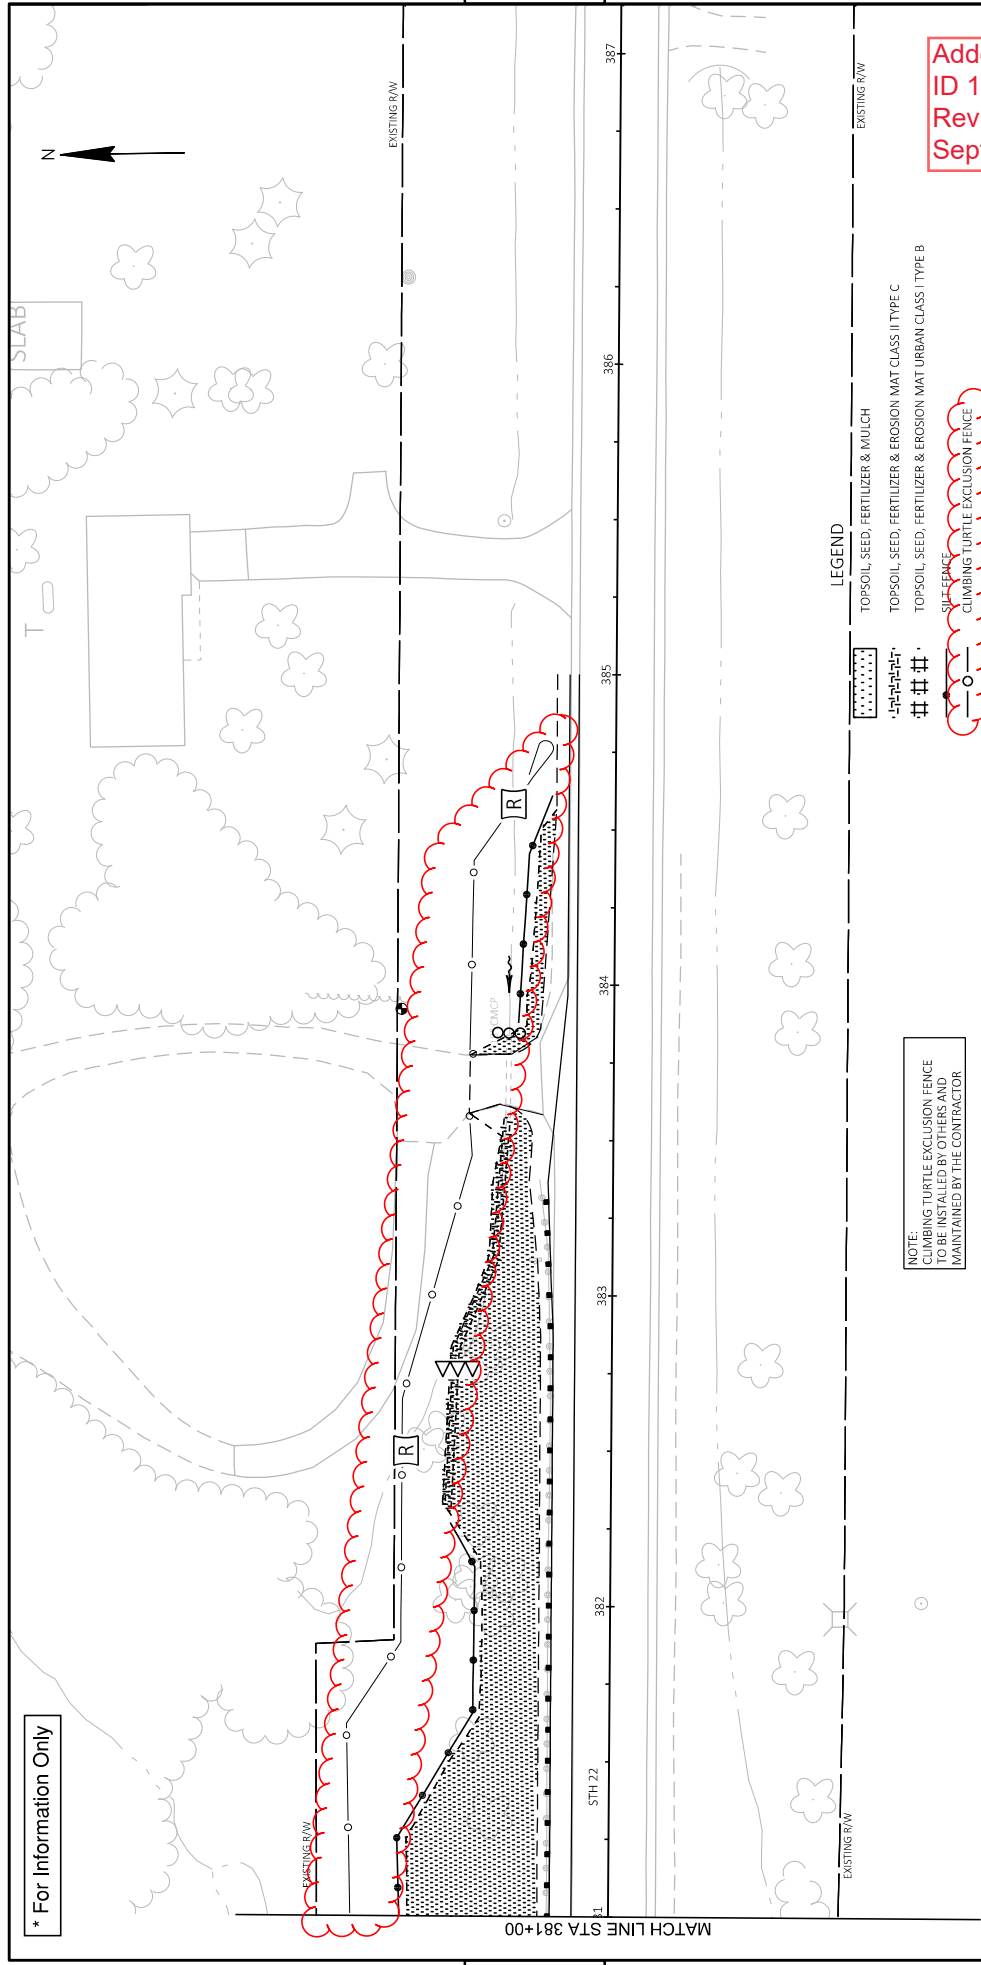 * For Information Only
N
SLAB
T
EXISTING R/W
EXISTING R/W
EXISTING R/W
EXISTING R/W
R
R
CMCP
387
386
385
384
383
382
STH 22
MATCH LINE STA 381+00
LEGEND
TOPSOIL, SEED, FERTILIZER & MULCH
TOPSOIL, SEED, FERTILIZER & EROSION MAT CLASS II TYPE C
TOPSOIL, SEED, FERTILIZER & EROSION MAT URBAN CLASS I TYPE B
SILT FENCE
CLIMBING TURTLE EXCLUSION FENCE
NOTE:
CLIMBING TURTLE EXCLUSION FENCE
TO BE INSTALLED BY OTHERS AND
MAINTAINED BY THE CONTRACTOR
ID 1
Rev
Sept